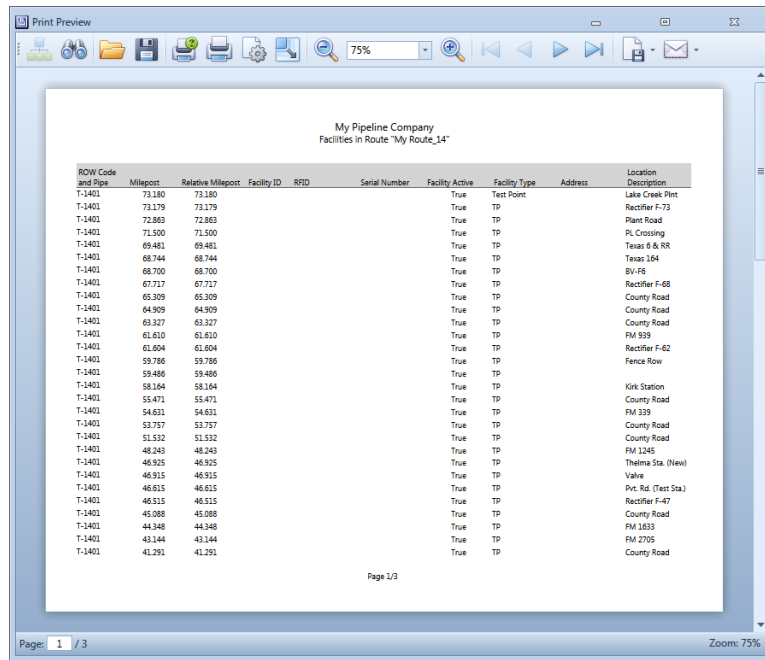 Print Preview
75%
My Pipeline Company
Facilities in Route "My Route_14"
ROW Code and Pipe Milepost Relative Milepost Facility ID RFID Serial Number Facility Active Facility Type Address Location Description
T-1401 73.180 73.180 True Test Point Lake Creek Plnt
T-1401 73.179 73.179 True TP Rectifier F-73
T-1401 72.863 72.863 True TP Plant Road
T-1401 71.500 71.500 True TP PL Crossing
T-1401 69.481 69.481 True TP Texas 6 & RR
T-1401 68.744 68.744 True TP Texas 164
T-1401 68.700 68.700 True TP BV-F6
T-1401 67.717 67.717 True TP Rectifier F-68
T-1401 65.309 65.309 True TP County Road
T-1401 64.909 64.909 True TP County Road
T-1401 63.327 63.327 True TP County Road
T-1401 61.610 61.610 True TP FM 939
T-1401 61.604 61.604 True TP Rectifier F-62
T-1401 59.786 59.786 True TP Fence Row
T-1401 59.486 59.486 True TP
T-1401 58.164 58.164 True TP Kirk Station
T-1401 55.471 55.471 True TP County Road
T-1401 54.631 54.631 True TP FM 339
T-1401 53.757 53.757 True TP County Road
T-1401 51.532 51.532 True TP County Road
T-1401 48.243 48.243 True TP FM 1245
T-1401 46.925 46.925 True TP Thelma Sta. (New)
T-1401 46.915 46.915 True TP Valve
T-1401 46.615 46.615 True TP Pvt. Rd. (Test Sta.)
T-1401 46.515 46.515 True TP Rectifier F-47
T-1401 45.088 45.088 True TP County Road
T-1401 44.348 44.348 True TP FM 1633
T-1401 43.144 43.144 True TP FM 2705
T-1401 41.291 41.291 True TP County Road
Page 1/3
Page: 1 / 3 Zoom: 75%